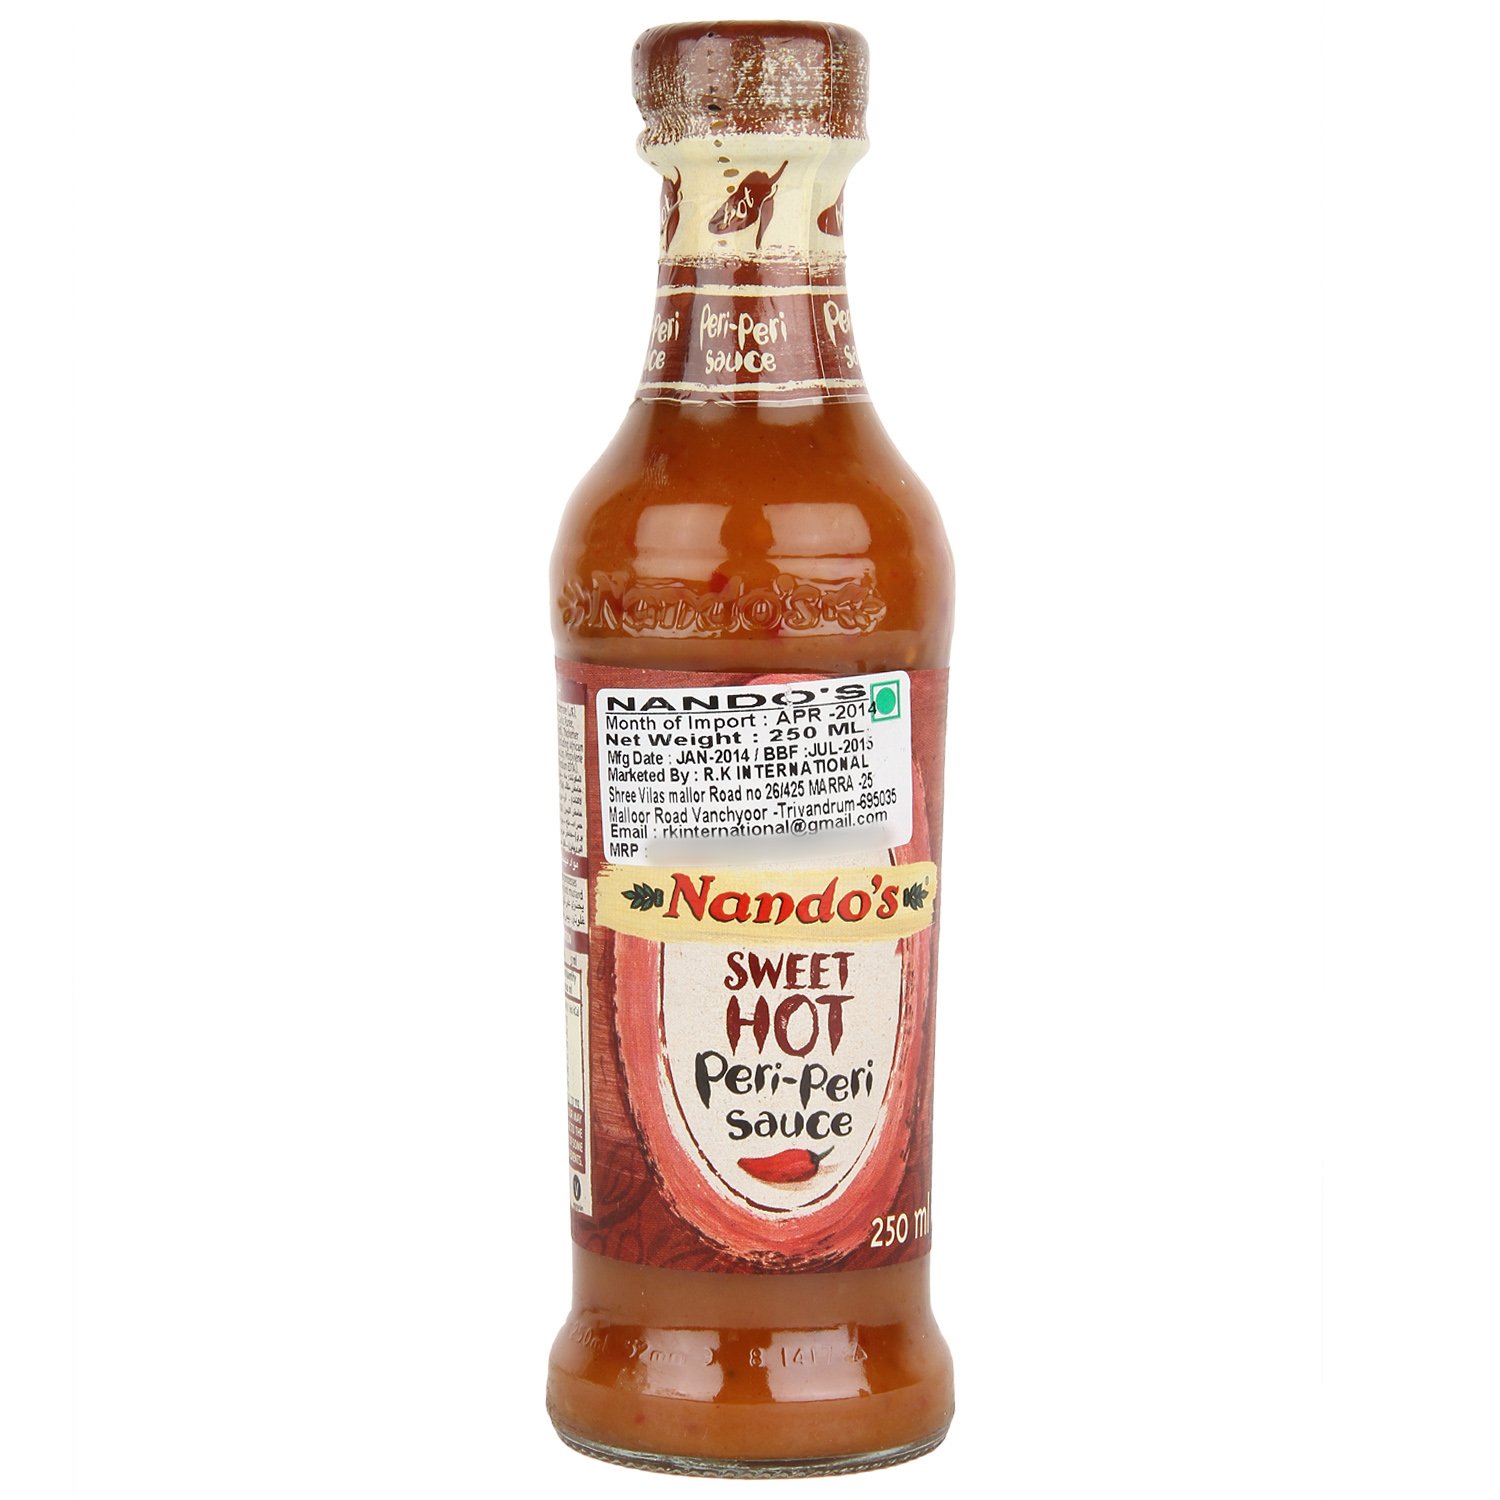 hot
Peri-Peri
sauce
Nando's
NANDO'S
Month of Import : APR -2014
Net Weight : 250 ML.
Mfg Date : JAN-2014 / BBF :JUL-2015
Marketed By : R.K INTERNATIONAL
Shree Vilas mallor Road no 26/425 MARRA -25
Malloor Road Vanchyoor -Trivandrum-695035
Email : rkinternational@gmail.com
MRP :
Nando's
SWEET
HOT
Peri-Peri
sauce
250 ml